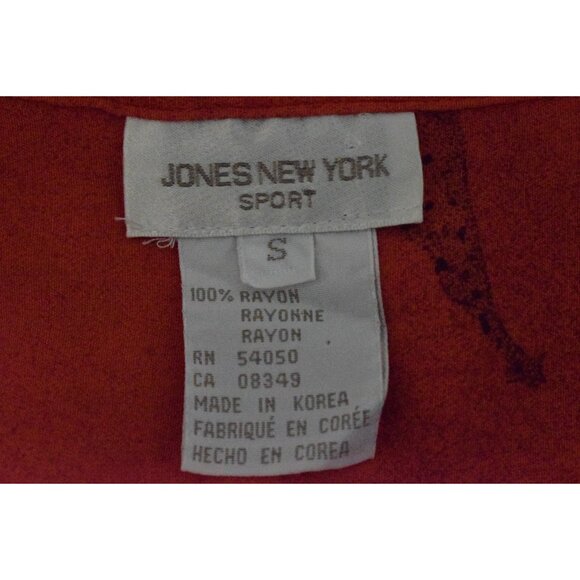 JONES NEW YORK
SPORT
S
100% RAYON
RAYONNE
RAYON
RN 54050
CA 08349
MADE IN KOREA
FABRIQUÉ EN CORÉE
HECHO EN COREA